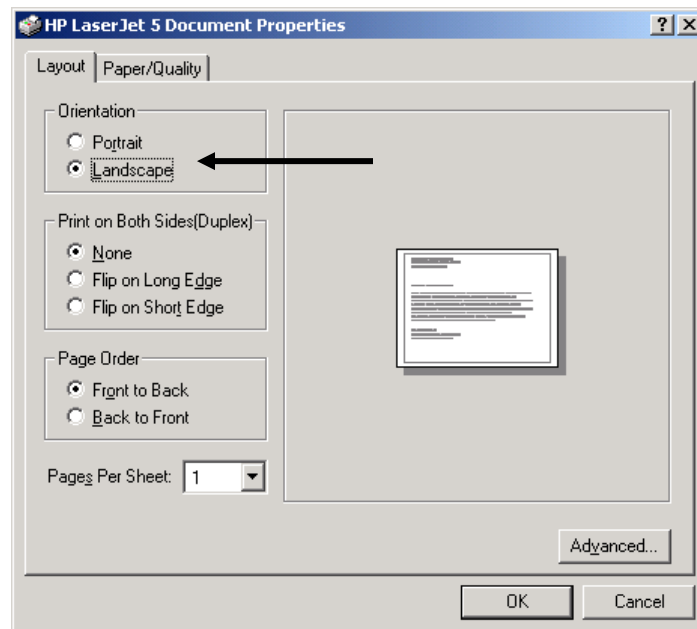 HP LaserJet 5 Document Properties
Layout
Paper/Quality
Orientation
Portrait
Landscape
Print on Both Sides(Duplex)
None
Flip on Long Edge
Flip on Short Edge
Page Order
Front to Back
Back to Front
Pages Per Sheet: 1
Advanced...
OK
Cancel